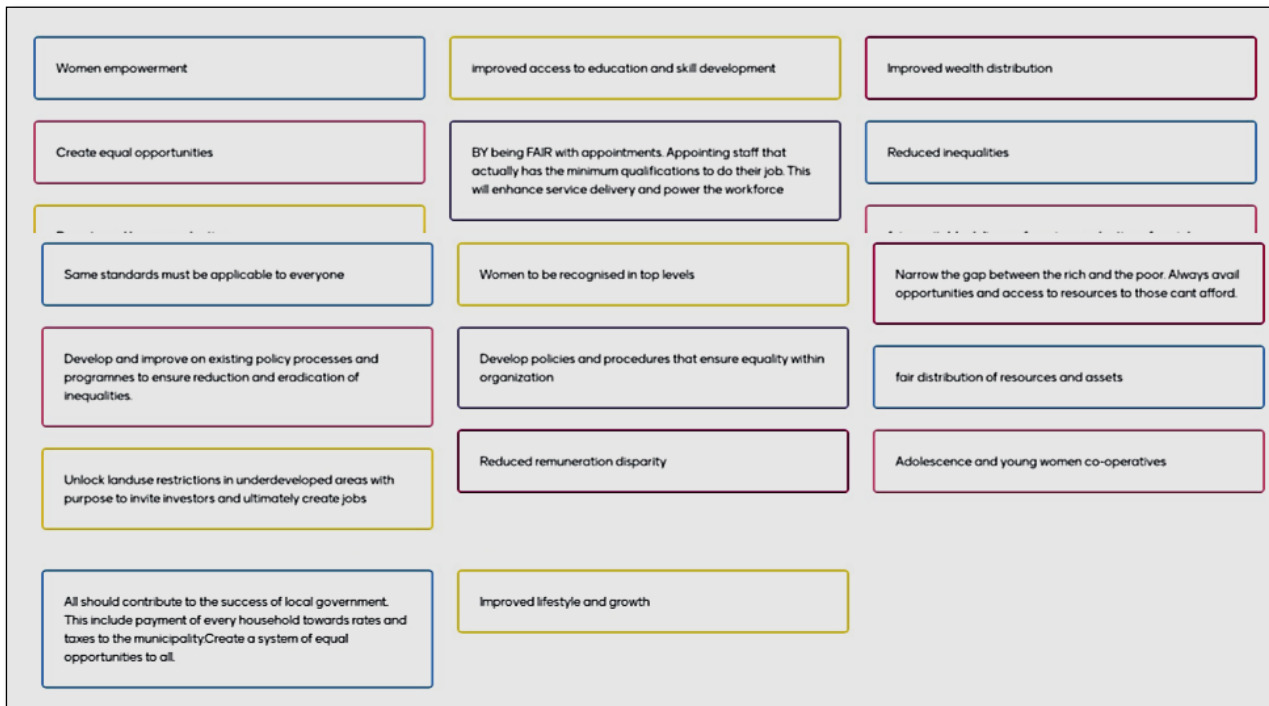 Women empowerment
improved access to education and skill development
Improved wealth distribution
Create equal opportunities
BY being FAIR with appointments. Appointing staff that
actually has the minimum qualifications to do their job. This
will enhance service delivery and power the workforce
Reduced inequalities
Same standards must be applicable to everyone
Women to be recognised in top levels
Narrow the gap between the rich and the poor. Always avail
opportunities and access to resources to those cant afford.
Develop and improve on existing policy processes and
programnes to ensure reduction and eradication of
inequalities.
Develop policies and procedures that ensure equality within
organization
fair distribution of resources and assets
Unlock landuse restrictions in underdeveloped areas with
purpose to invite investors and ultimately create jobs
Reduced remuneration disparity
Adolescence and young women co-operatives
All should contribute to the success of local government.
This include payment of every household towards rates and
taxes to the municipality.Create a system of equal
opportunities to all.
Improved lifestyle and growth